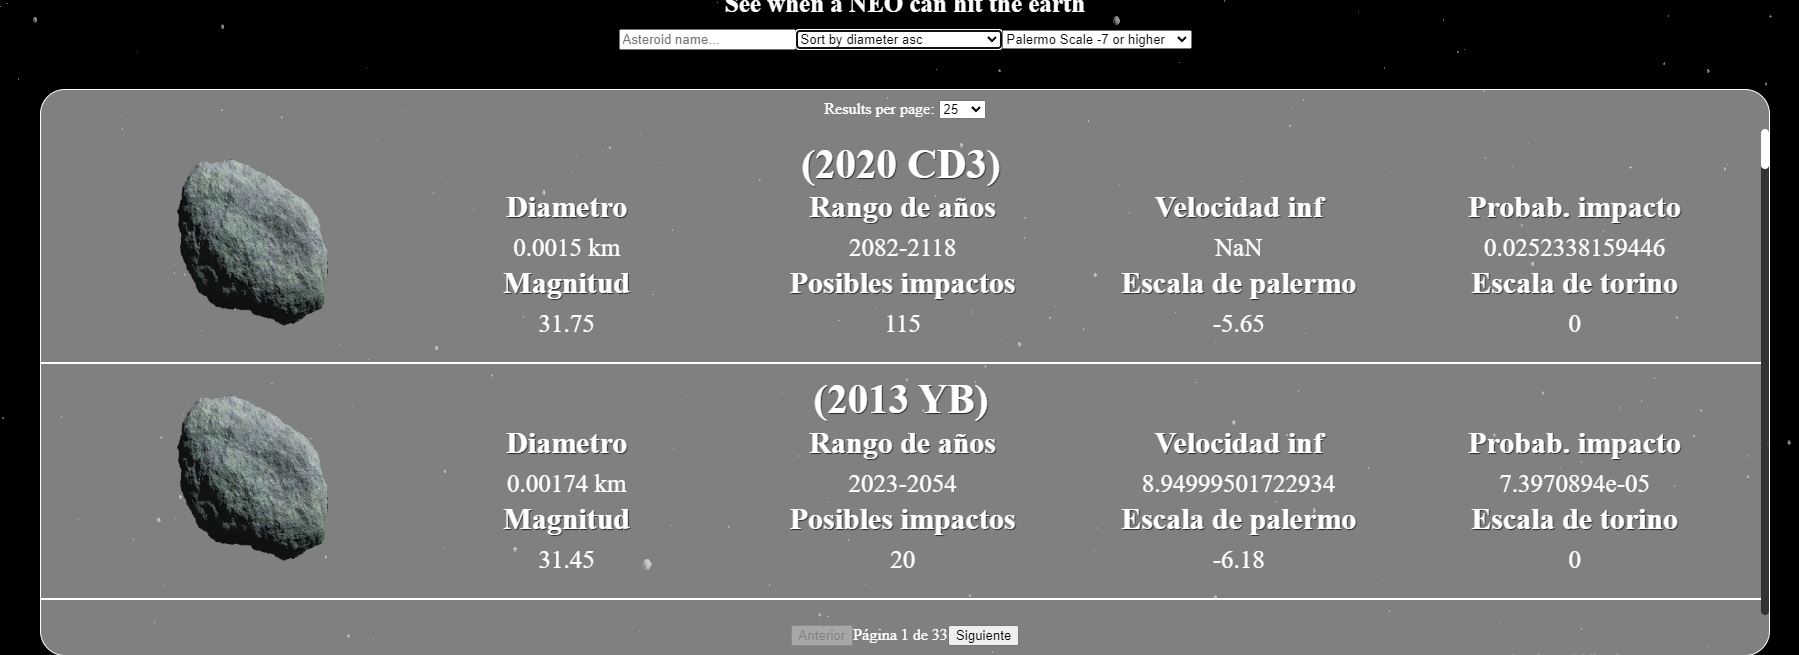 See when a NEO can hit the earth
Asteroid name... Sort by diameter asc Palermo Scale -7 or higher
Results per page: 25
(2020 CD3)
Diametro Rango de años Velocidad inf Probab. impacto
0.0015 km 2082-2118 NaN 0.0252338159446
Magnitud Posibles impactos Escala de palermo Escala de torino
31.75 115 -5.65 0
(2013 YB)
Diametro Rango de años Velocidad inf Probab. impacto
0.00174 km 2023-2054 8.94999501722934 7.3970894e-05
Magnitud Posibles impactos Escala de palermo Escala de torino
31.45 20 -6.18 0
Anterior Página 1 de 33 Siguiente